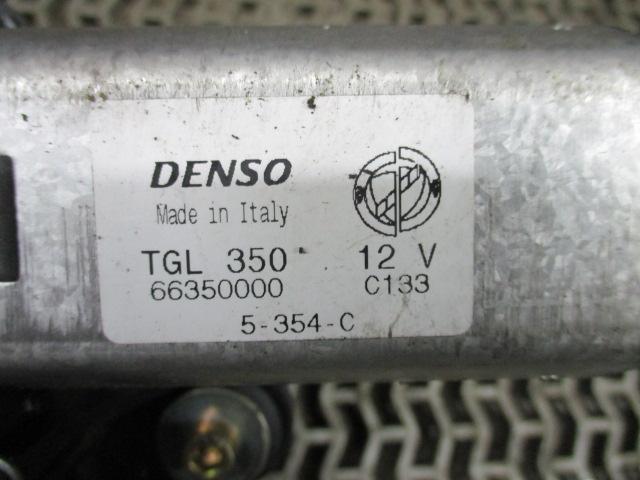 DENSO
Made in Italy
TGL 350 12 V
66350000 C133
5-354-C